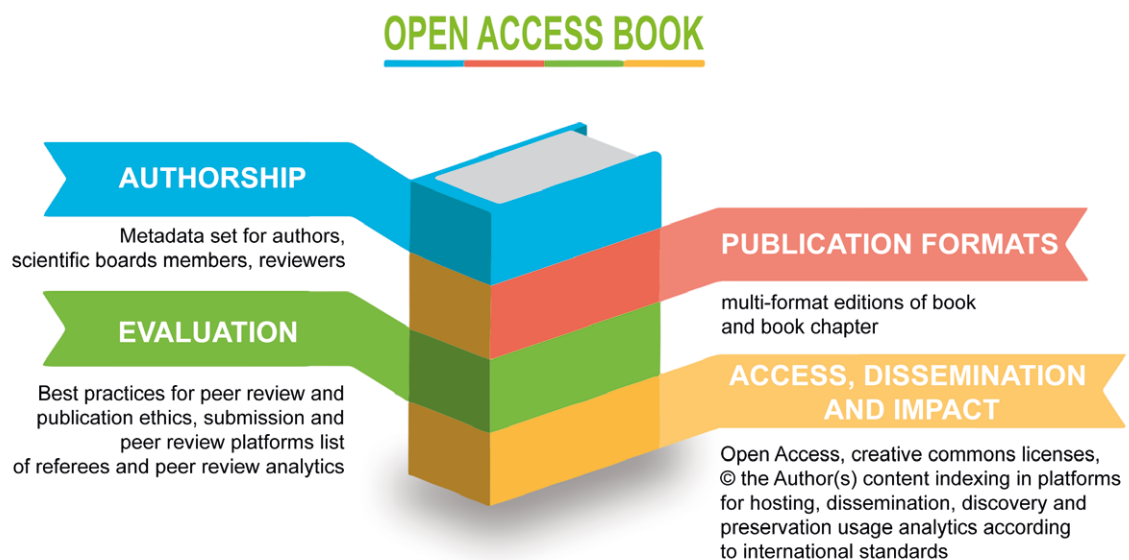 OPEN ACCESS BOOK
AUTHORSHIP
Metadata set for authors,
scientific boards members, reviewers
PUBLICATION FORMATS
multi-format editions of book
and book chapter
EVALUATION
Best practices for peer review and
publication ethics, submission and
peer review platforms list
of referees and peer review analytics
ACCESS, DISSEMINATION
AND IMPACT
Open Access, creative commons licenses,
© the Author(s) content indexing in platforms
for hosting, dissemination, discovery and
preservation usage analytics according
to international standards